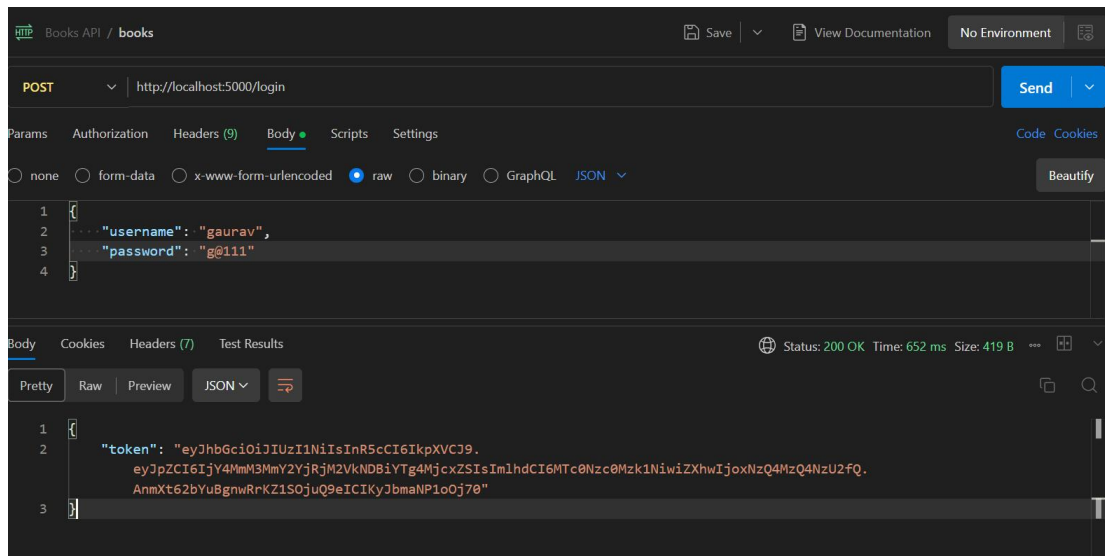 HTTP Books API / books Save View Documentation No Environment
POST http://localhost:5000/login Send
Params Authorization Headers (9) Body Scripts Settings Code Cookies
none form-data x-www-form-urlencoded raw binary GraphQL JSON Beautify
1 {
2 "username": "gaurav",
3 "password": "g@111"
4 }
Body Cookies Headers (7) Test Results Status: 200 OK Time: 652 ms Size: 419 B
Pretty Raw Preview JSON
1 {
2 "token": "eyJhbGciOiJIUzI1NiIsInR5cCI6IkpXVCJ9.
eyJpZCI6IjY4MmM3MmY2YjRjM2VkNDBiYTg4MjcxZSIsImlhdCI6MTc0Nzc0Mzk1NiwiZXhwIjoxNzQ4MzQ4NzU2fQ.
AnmXt62bYuBgnwRrKZ1SOjuQ9eICIKyJbmaNP1oOj70"
3 }